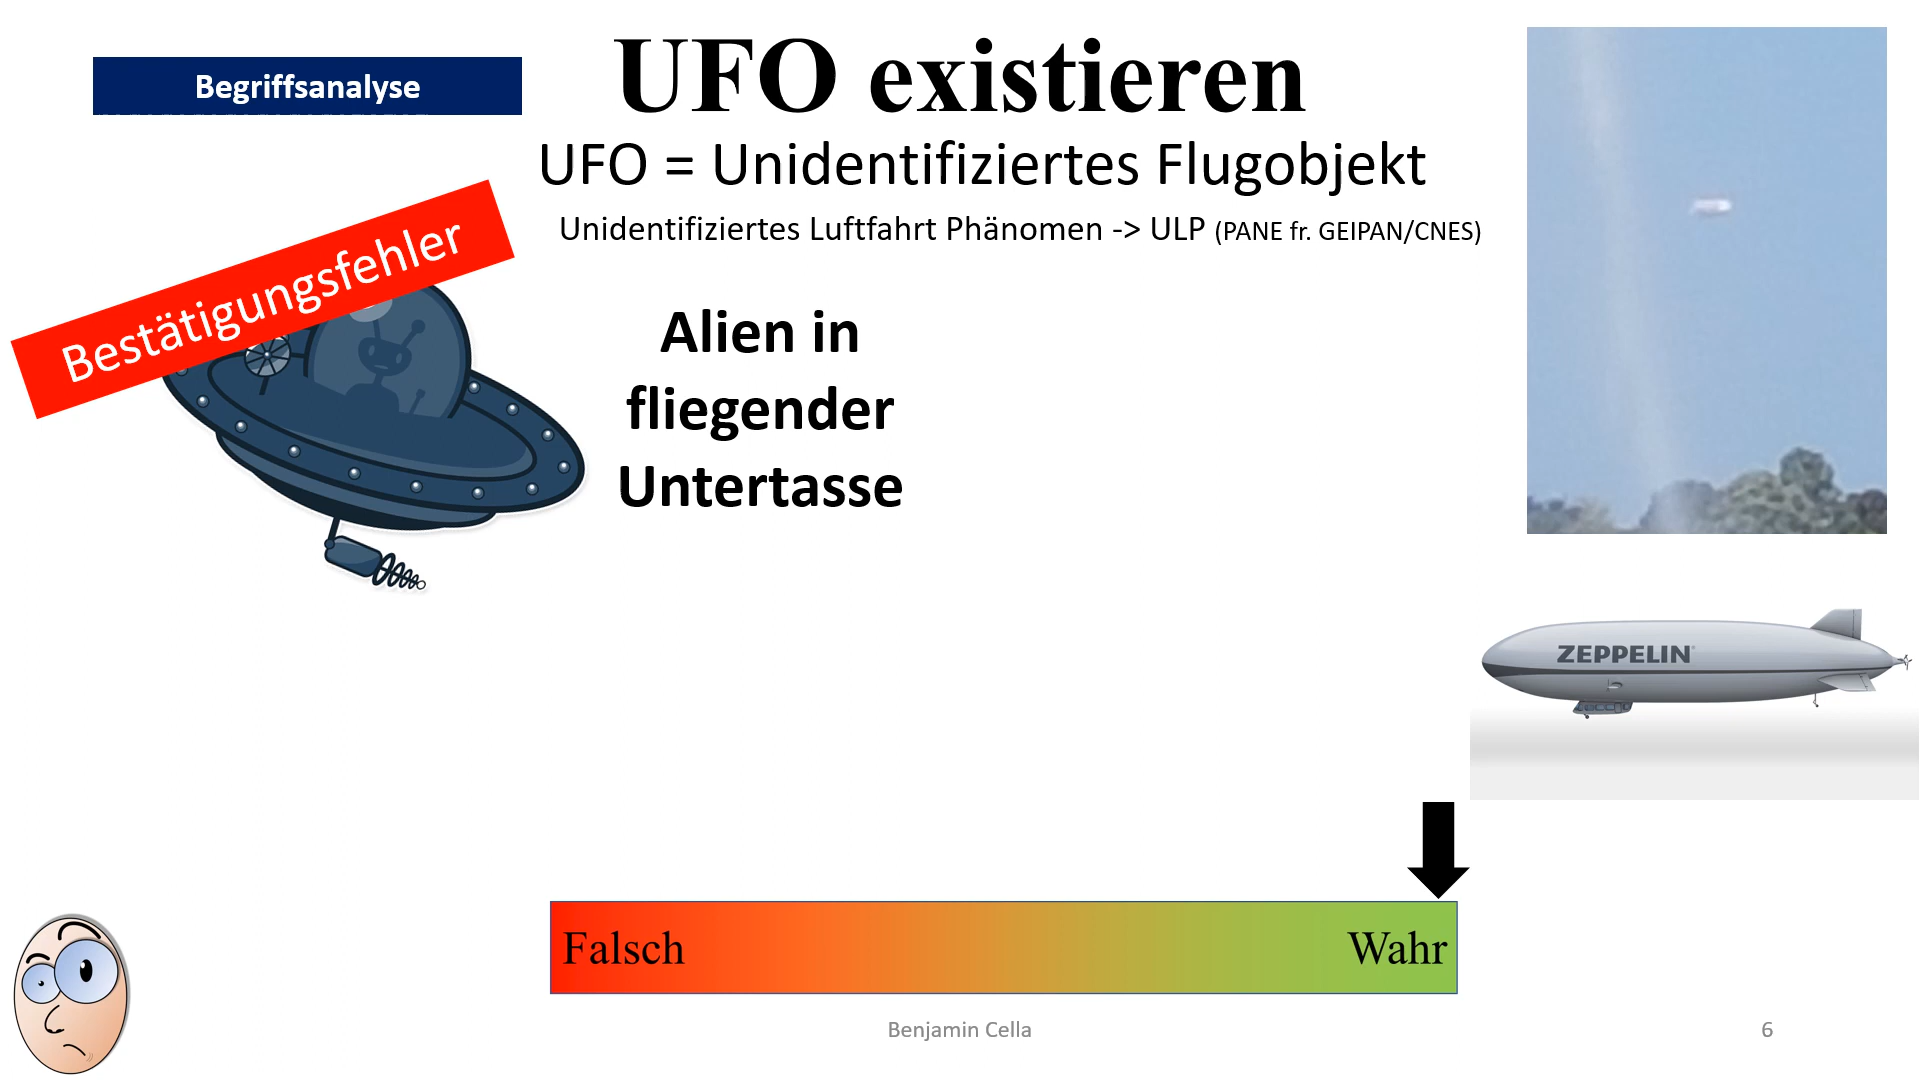 Begriffsanalyse
UFO existieren
UFO = Unidentifiziertes Flugobjekt
Unidentifiziertes Luftfahrt Phänomen -> ULP (PANE fr. GEIPAN/CNES)
Bestätigungsfehler
Alien in
fliegender
Untertasse
ZEPPELIN
Falsch
Wahr
Benjamin Cella
6